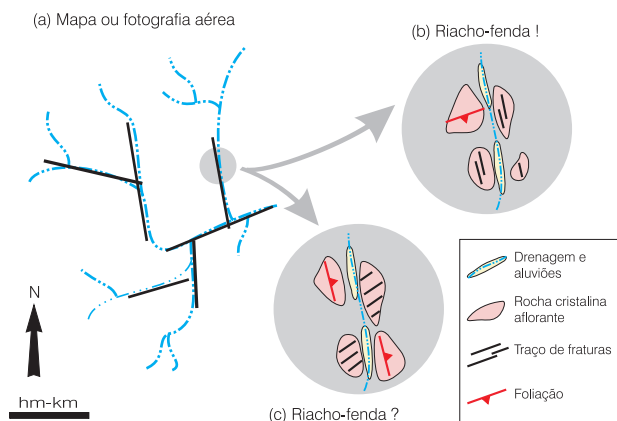 (a) Mapa ou fotografia aérea
(b) Riacho-fenda !
N
hm-km
(c) Riacho-fenda ?
Drenagem e
aluviões
Rocha cristalina
aflorante
Traço de fraturas
Foliação